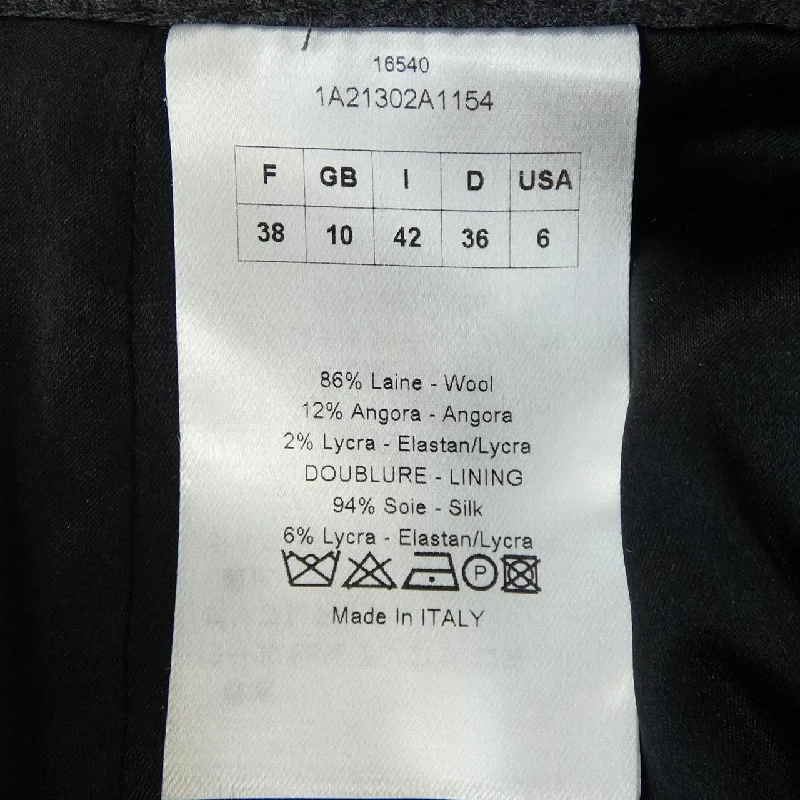 16540
1A21302A1154
F GB I D USA
38 10 42 36 6
86% Laine - Wool
12% Angora - Angora
2% Lycra - Elastan/Lycra
DOUBLURE - LINING
94% Soie - Silk
6% Lycra - Elastan/Lycra
P
Made In ITALY